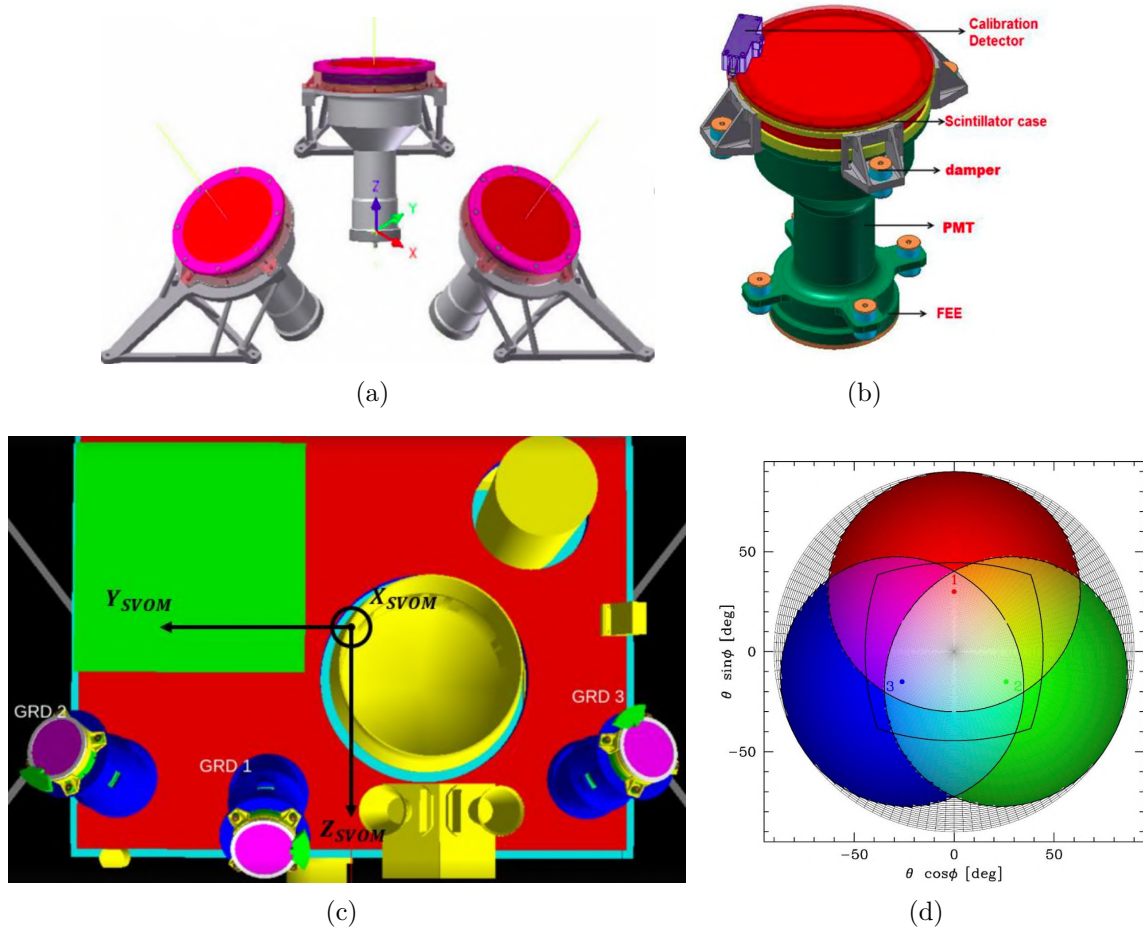 Z
Y
X
(a)
Calibration
Detector
Scintillator case
damper
PMT
FEE
(b)
Y_SVOM
X_SVOM
GRD 3
GRD 2
GRD 1
Z_SVOM
(c)
θ sinϕ [deg]
50
0
−50
1
3
2
−50
0
50
θ cosϕ [deg]
(d)